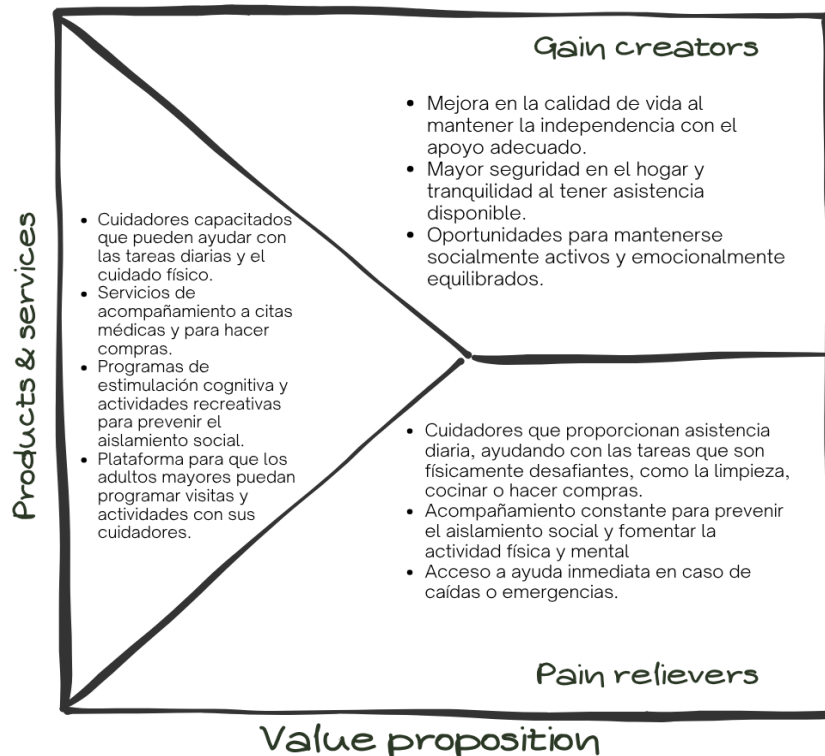 Gain creators
• Mejora en la calidad de vida al
mantener la independencia con el
apoyo adecuado.
• Mayor seguridad en el hogar y
tranquilidad al tener asistencia
disponible.
• Oportunidades para mantenerse
socialmente activos y emocionalmente
equilibrados.
Products & services
• Cuidadores capacitados
que pueden ayudar con
las tareas diarias y el
cuidado físico.
• Servicios de
acompañamiento a citas
médicas y para hacer
compras.
• Programas de
estimulación cognitiva y
actividades recreativas
para prevenir el
aislamiento social.
• Plataforma para que los
adultos mayores puedan
programar visitas y
actividades con sus
cuidadores.
• Cuidadores que proporcionan asistencia
diaria, ayudando con las tareas que son
físicamente desafiantes, como la limpieza,
cocinar o hacer compras.
• Acompañamiento constante para prevenir
el aislamiento social y fomentar la
actividad física y mental
• Acceso a ayuda inmediata en caso de
caídas o emergencias.
Pain relievers
Value proposition